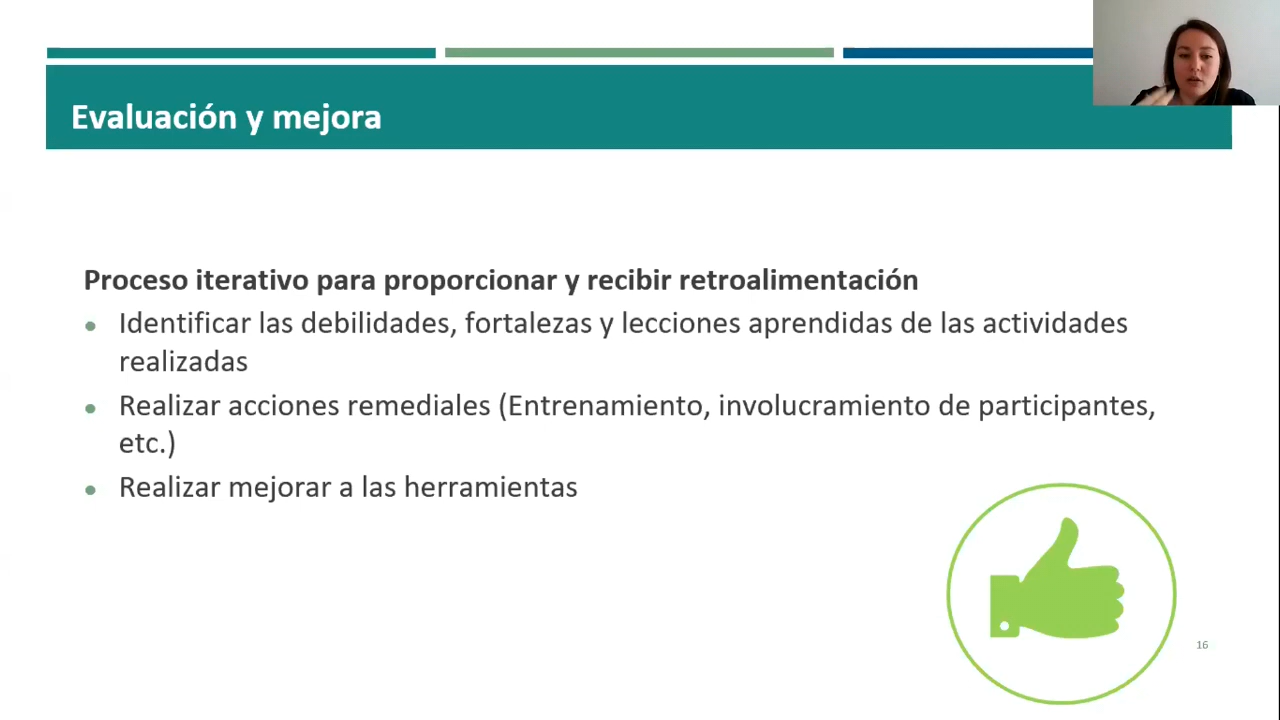 Evaluación y mejora
Proceso iterativo para proporcionar y recibir retroalimentación
Identificar las debilidades, fortalezas y lecciones aprendidas de las actividades
realizadas
Realizar acciones remediales (Entrenamiento, involucramiento de participantes,
etc.)
Realizar mejorar a las herramientas
16